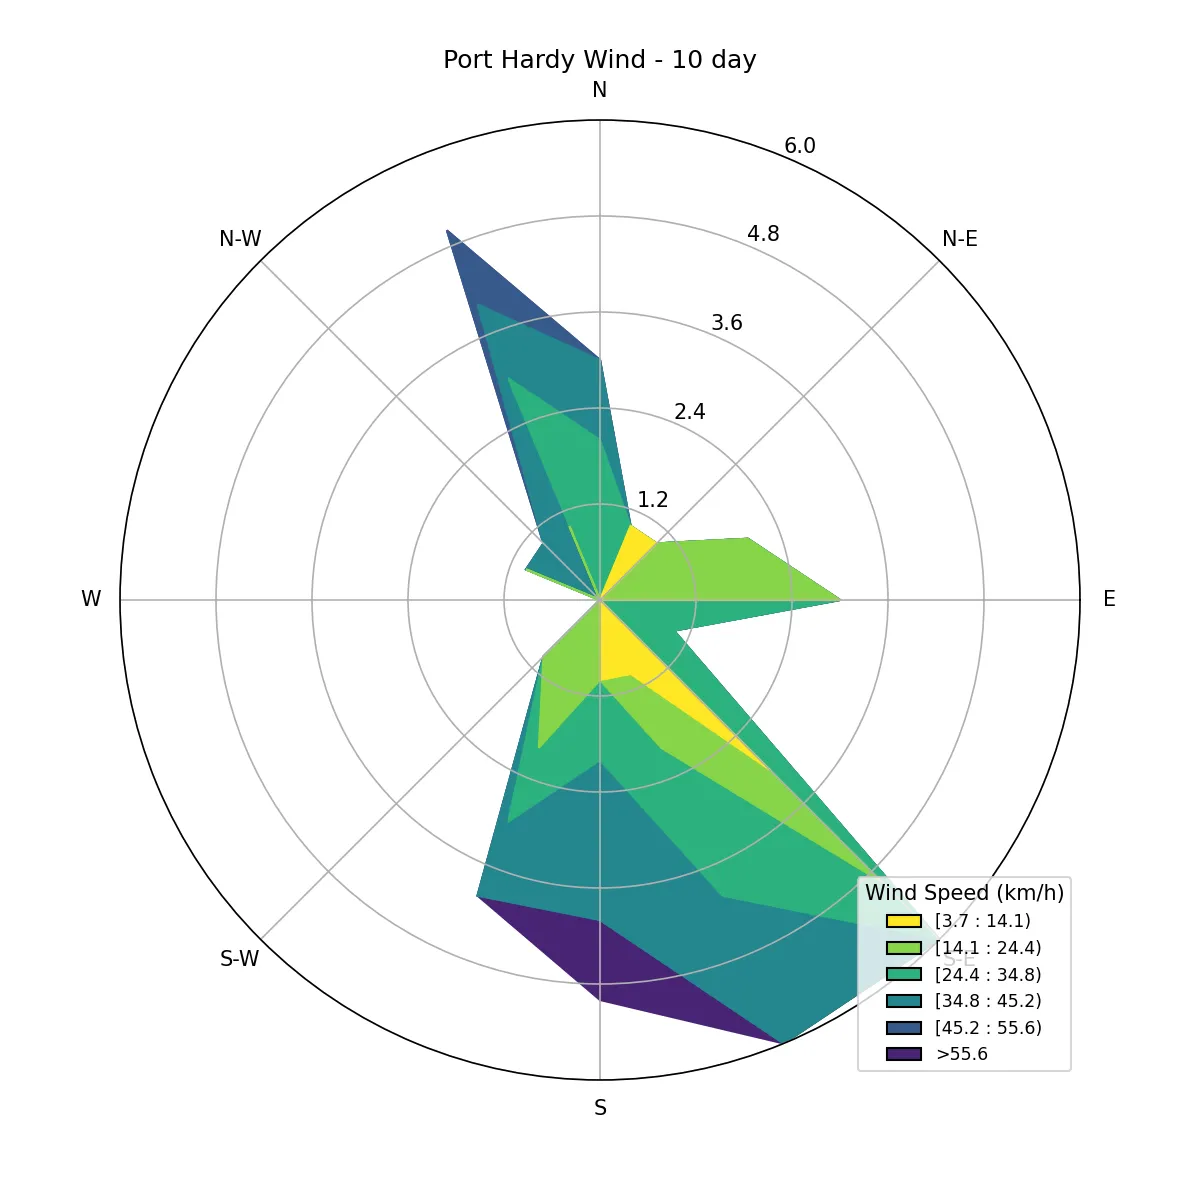 Port Hardy Wind - 10 day
N
6.0
N-W
4.8
N-E
3.6
2.4
1.2
W
E
S-W
S-E
S
Wind Speed (km/h)
[3.7 : 14.1)
[14.1 : 24.4)
[24.4 : 34.8)
[34.8 : 45.2)
[45.2 : 55.6)
>55.6